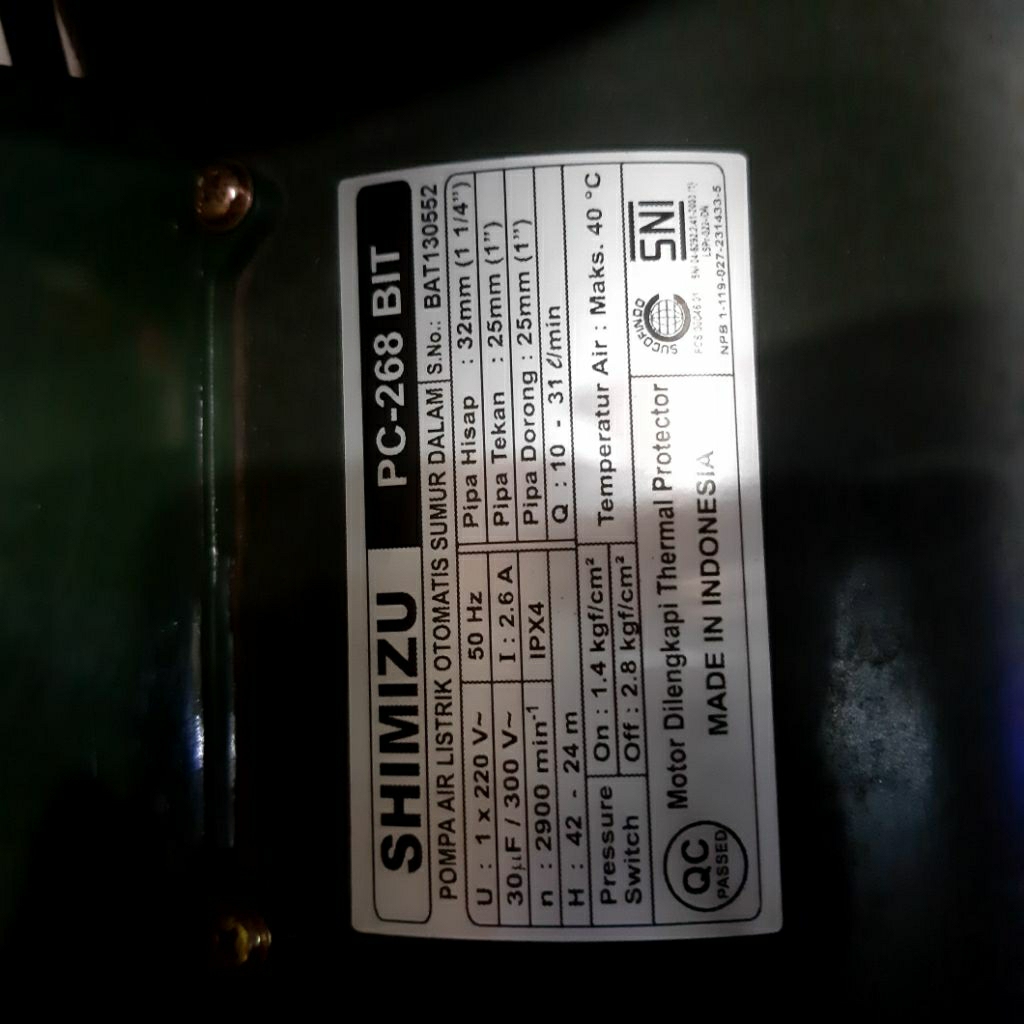 SHIMIZU PC-268 BIT
POMPA AIR LISTRIK OTOMATIS SUMUR DALAM S.No.: BAT130552
U : 1 x 220 V~ 50 Hz Pipa Hisap : 32mm (1 1/4")
30µF / 300 V~ I : 2.6 A Pipa Tekan : 25mm (1")
n : 2900 min⁻¹ IPX4 Pipa Dorong : 25mm (1")
H : 42 - 24 m Q : 10 - 31 ℓ/min
Pressure Switch On : 1.4 kgf/cm² Temperatur Air : Maks. 40 °C
Off : 2.8 kgf/cm²
QC PASSED
Motor Dilengkapi Thermal Protector
MADE IN INDONESIA
SUCOFINDO
SNI
NPB 1-119-027-231433-5